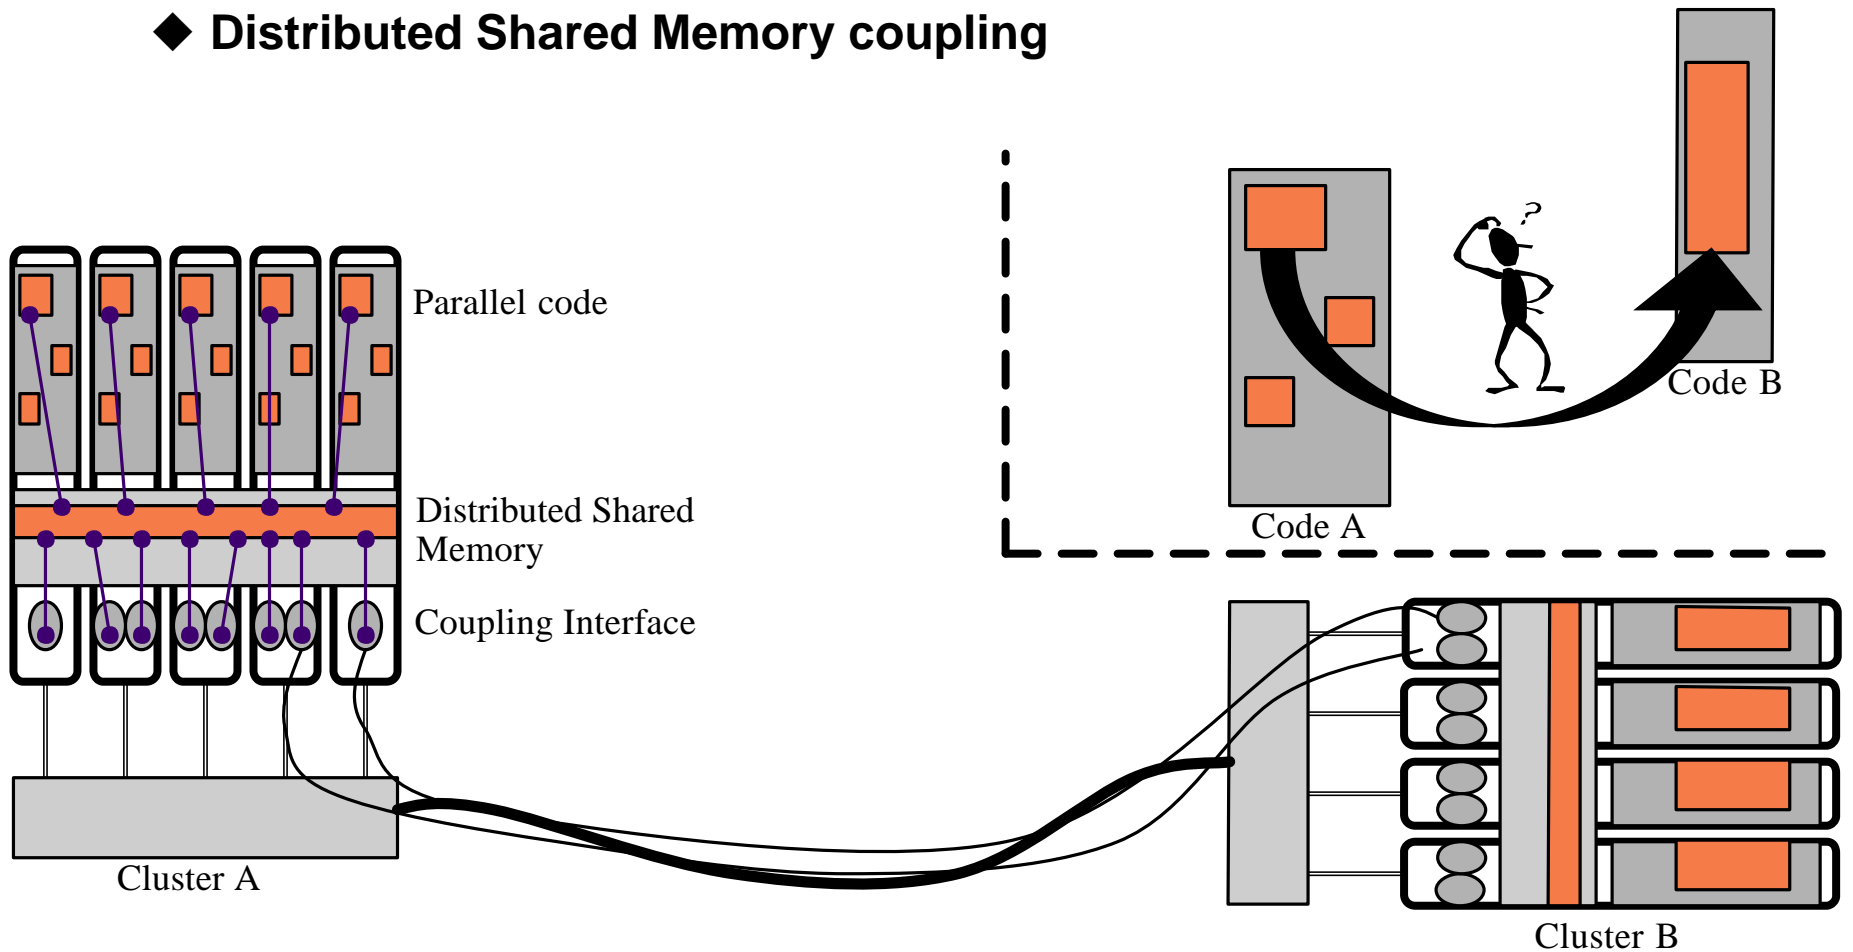 ◆ Distributed Shared Memory coupling
?
Code B
Parallel code
Distributed Shared
Memory
Code A
Coupling Interface
Cluster A
Cluster B